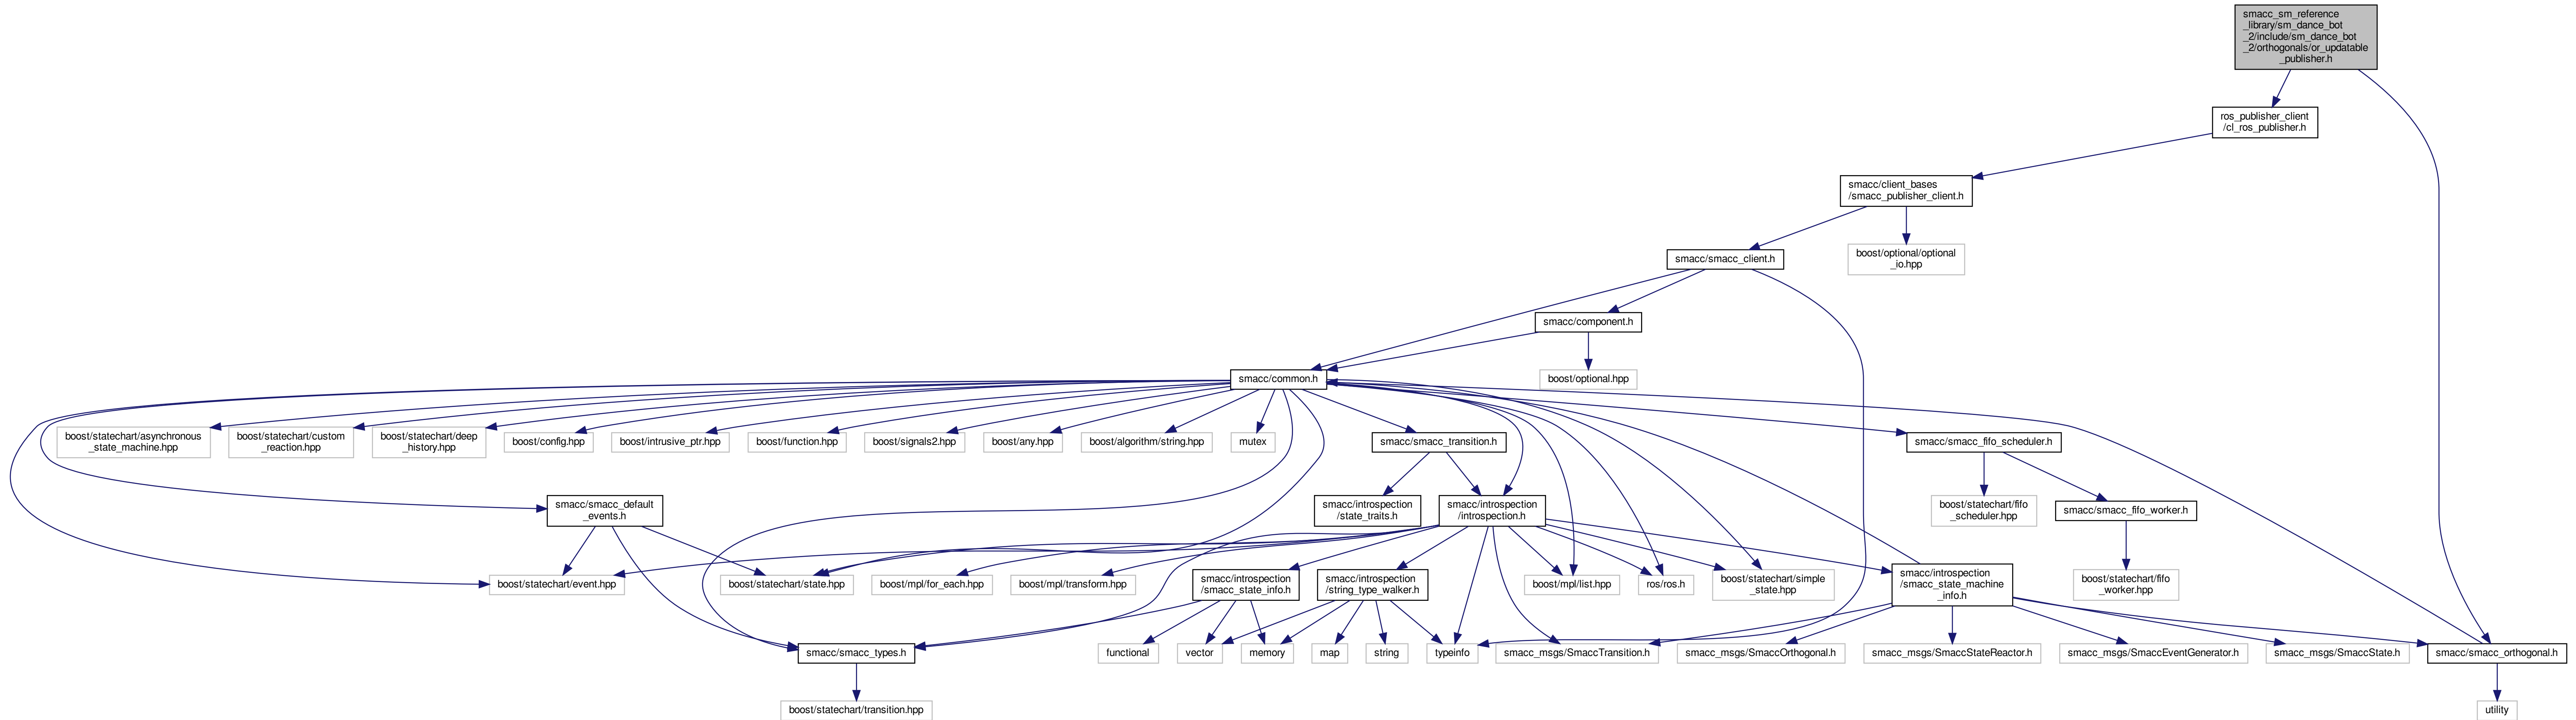 smacc_sm_reference
_library/sm_dance_bot
_2/include/sm_dance_bot
_2/orthogonals/or_updatable
_publisher.h
ros_publisher_client
/cl_ros_publisher.h
smacc/client_bases
/smacc_publisher_client.h
smacc/smacc_client.h
boost/optional/optional
_io.hpp
smacc/component.h
smacc/common.h
boost/optional.hpp
boost/statechart/asynchronous
_state_machine.hpp
boost/statechart/custom
_reaction.hpp
boost/statechart/deep
_history.hpp
boost/config.hpp
boost/intrusive_ptr.hpp
boost/function.hpp
boost/signals2.hpp
boost/any.hpp
boost/algorithm/string.hpp
mutex
smacc/smacc_transition.h
smacc/smacc_fifo_scheduler.h
smacc/smacc_default
_events.h
smacc/introspection
/state_traits.h
smacc/introspection
/introspection.h
boost/statechart/fifo
_scheduler.hpp
smacc/smacc_fifo_worker.h
boost/statechart/event.hpp
boost/statechart/state.hpp
boost/mpl/for_each.hpp
boost/mpl/transform.hpp
smacc/introspection
/smacc_state_info.h
smacc/introspection
/string_type_walker.h
boost/mpl/list.hpp
ros/ros.h
boost/statechart/simple
_state.hpp
smacc/introspection
/smacc_state_machine
_info.h
boost/statechart/fifo
_worker.hpp
smacc/smacc_types.h
functional
vector
memory
map
string
typeinfo
smacc_msgs/SmaccTransition.h
smacc_msgs/SmaccOrthogonal.h
smacc_msgs/SmaccStateReactor.h
smacc_msgs/SmaccEventGenerator.h
smacc_msgs/SmaccState.h
smacc/smacc_orthogonal.h
boost/statechart/transition.hpp
utility